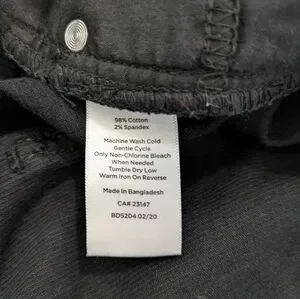 98% Cotton
2% Spandex
Machine Wash Cold
Gentle Cycle
Only Non-Chlorine Bleach
When Needed
Tumble Dry Low
Warm Iron On Reverse
Made In Bangladesh
CA# 23147
BD5204 02/20